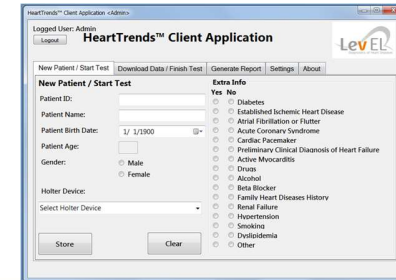 HeartTrends™ Client Application <Admin>
Logged User: Admin
Logout
HeartTrends™ Client Application
LevEL
New Patient / Start Test
Download Data / Finish Test
Generate Report
Settings
About
New Patient / Start Test
Patient ID:
Patient Name:
Patient Birth Date:
1/ 1/1900
Patient Age:
Gender:
Male
Female
Holter Device:
Select Holter Device
Store
Clear
Extra Info
Yes No
Diabetes
Established Ischemic Heart Disease
Atrial Fibrillation or Flutter
Acute Coronary Syndrome
Cardiac Pacemaker
Preliminary Clinical Diagnosis of Heart Failure
Active Myocarditis
Drugs
Alcohol
Beta Blocker
Family Heart Diseases History
Renal Failure
Hypertension
Smoking
Dyslipidemia
Other